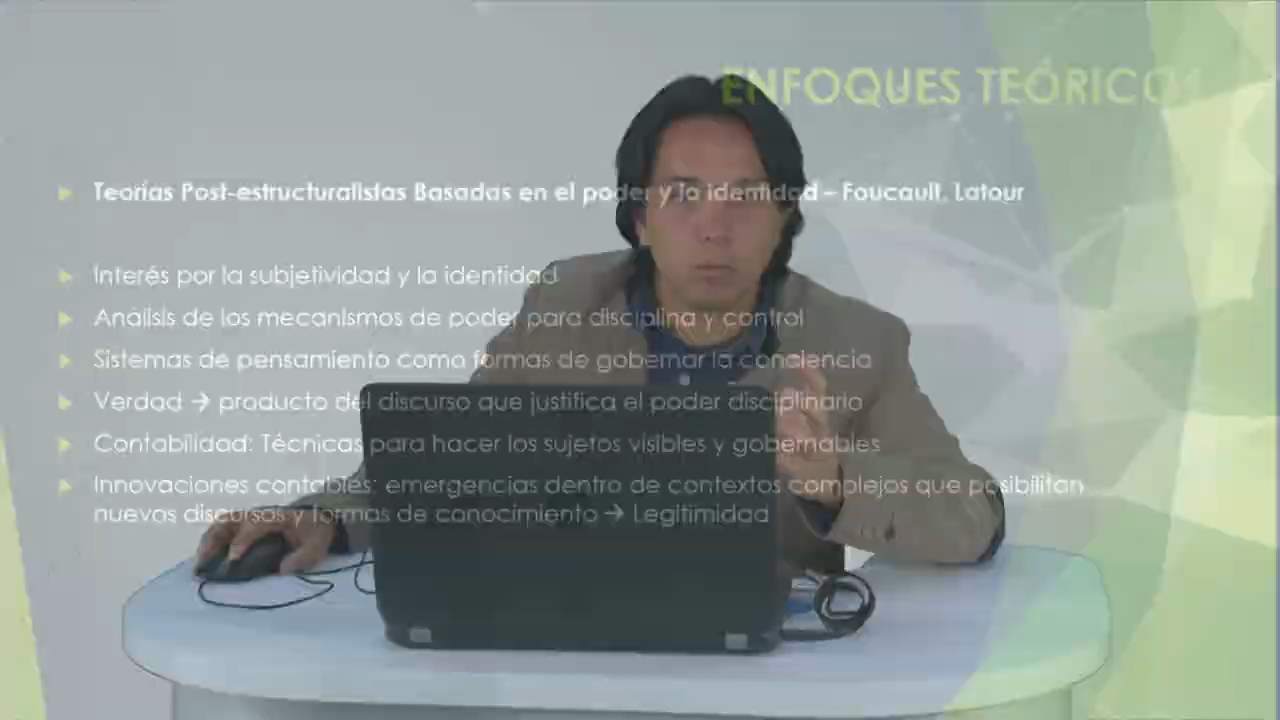 ENFOQUES TEÓRICOS
Teorías Post-estructuralistas Basadas en el poder y la identidad – Foucault, Latour
Interés por la subjetividad y la identidad
Análisis de los mecanismos de poder para disciplina y control
Sistemas de pensamiento como formas de gobernar la conciencia
Verdad → producto del discurso que justifica el poder disciplinario
Contabilidad: Técnicas para hacer los sujetos visibles y gobernables
Innovaciones contables: emergencias dentro de contextos complejos que posibilitan
nuevos discursos y formas de conocimiento → Legitimidad